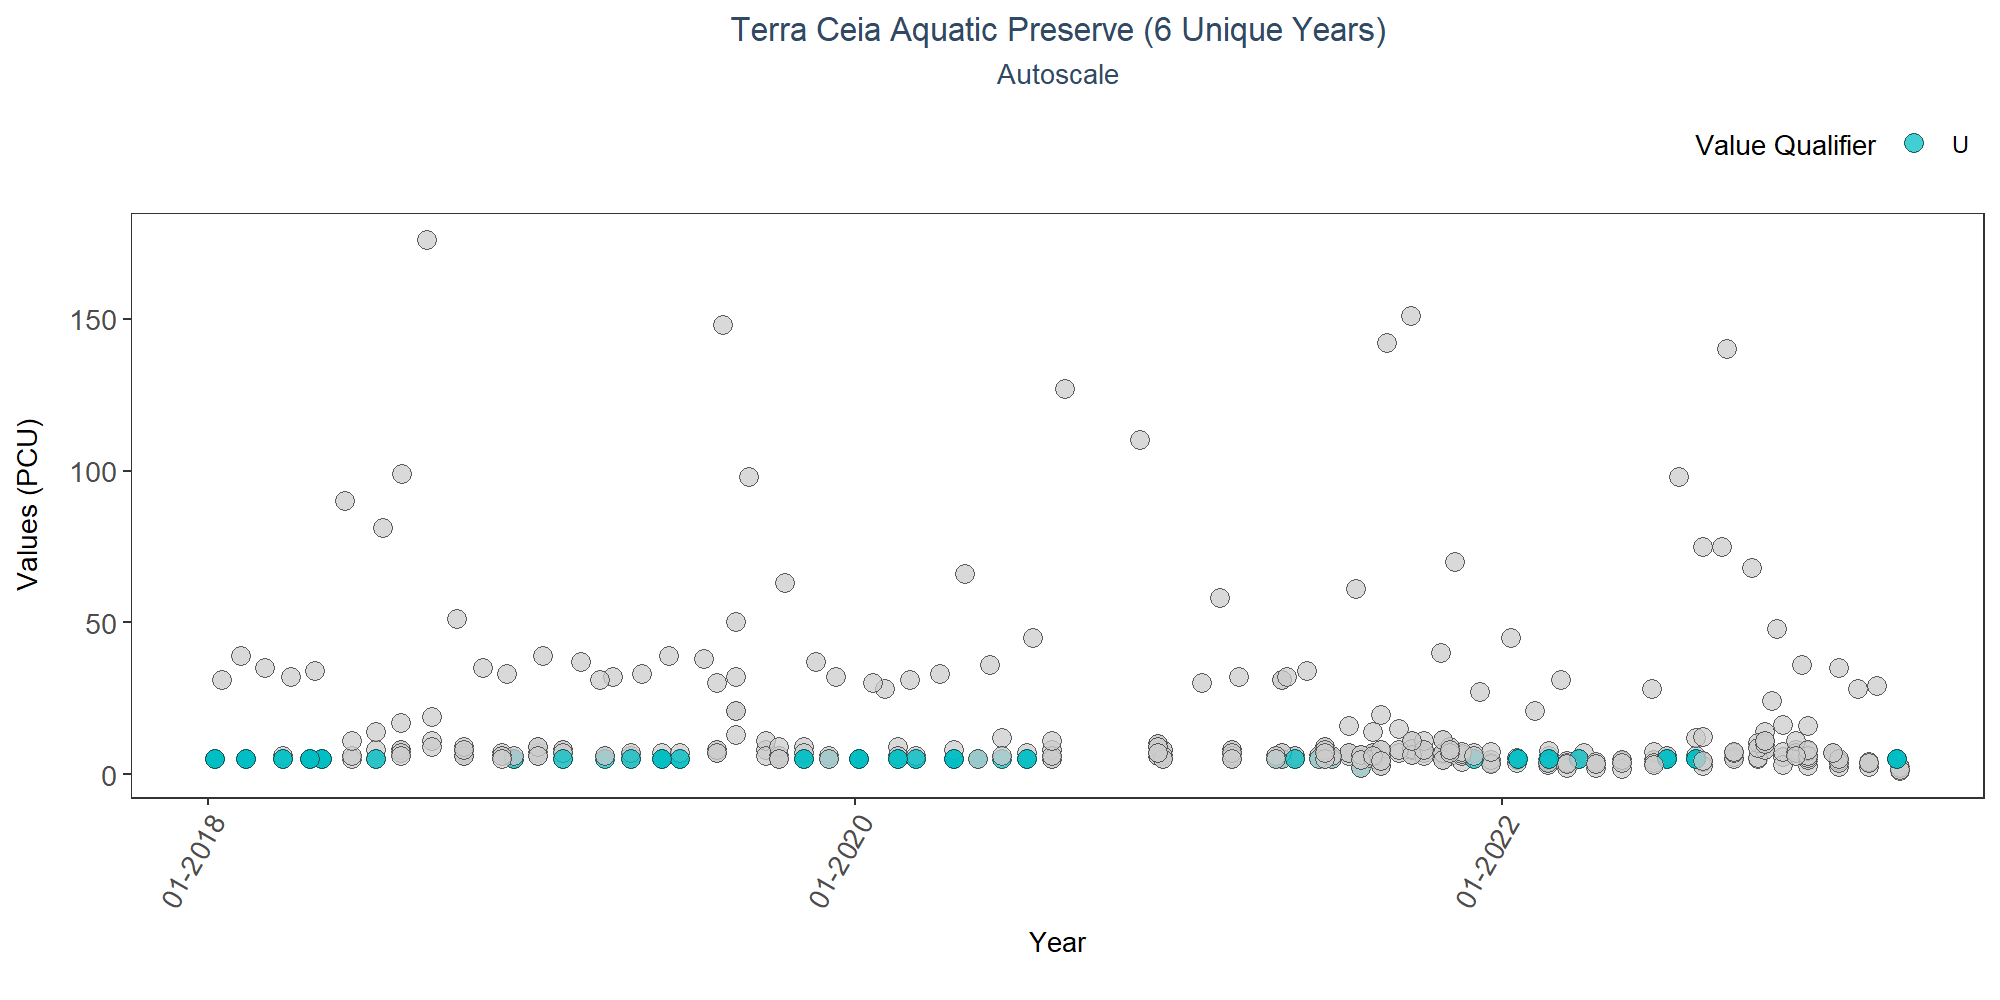 Terra Ceia Aquatic Preserve (6 Unique Years)
Autoscale
Value Qualifier U
Values (PCU)
150
100
50
0
01-2018
01-2020
01-2022
Year